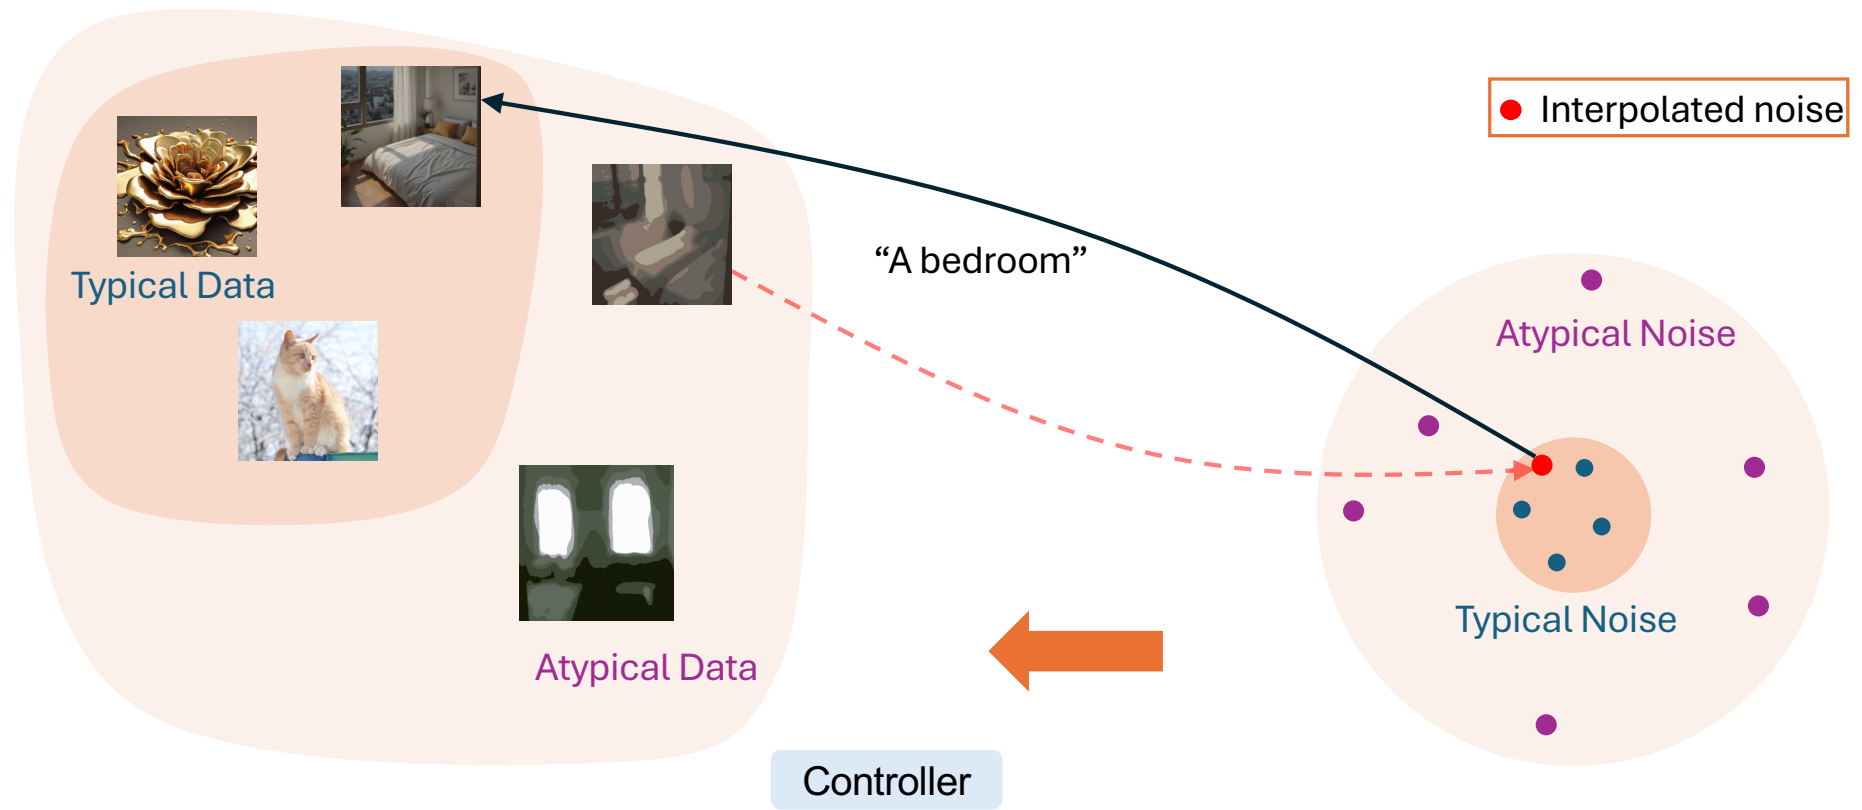 Interpolated noise
Typical Data
“A bedroom”
Atypical Noise
Typical Noise
Atypical Data
Controller